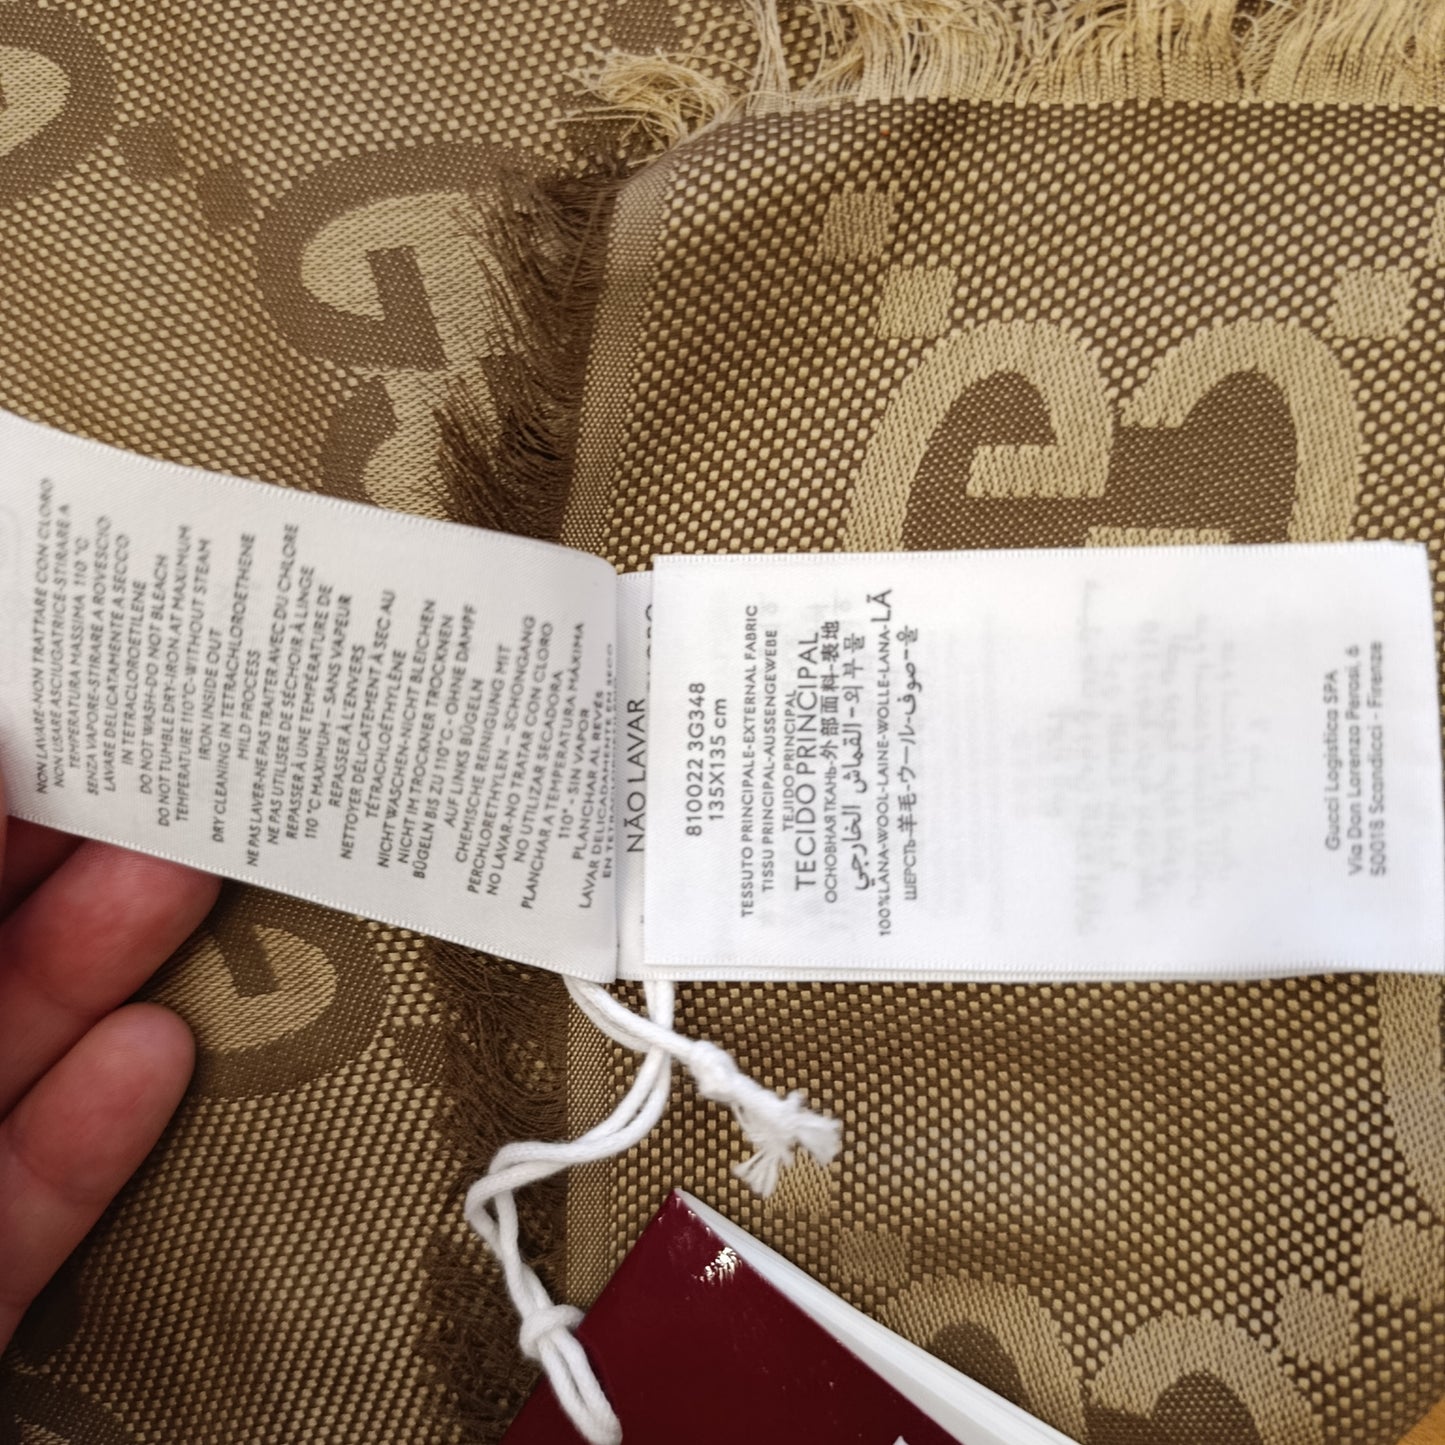 NON LAVARE-NON TRATTARE CON CLORO
NON USARE ASCIUGATRICE-STIRARE A
TEMPERATURA MASSIMA 110 °C
SENZA VAPORE-STIRARE A ROVESCIO
LAVARE DELICATAMENTE A SECCO
IN TETRACLOROETILENE
DO NOT WASH-DO NOT BLEACH
DO NOT TUMBLE DRY-IRON AT MAXIMUM
TEMPERATURE 110°C-WITHOUT STEAM
IRON INSIDE OUT
DRY CLEANING IN TETRACHLOROETHENE
MILD PROCESS
NE PAS LAVER-NE PAS TRAITER AVEC DU CHLORE
NE PAS UTILISER DE SÉCHOIR À LINGE
REPASSER À UNE TEMPÉRATURE DE
110 °C MAXIMUM – SANS VAPEUR
REPASSER À L'ENVERS
NETTOYER DÉLICATEMENT À SEC AU
TÉTRACHLOÉTHYLÈNE
NICHT WASCHEN-NICHT BLEICHEN
NICHT IM TROCKNER TROCKNEN
BÜGELN BIS ZU 110°C- OHNE DAMPF
AUF LINKS BÜGELN
CHEMISCHE REINIGUNG MIT
PERCHLORETHYLEN – SCHONGANG
NO LAVAR-NO TRATAR CON CLORO
NO UTILIZAR SECADORA
PLANCHAR A TEMPERATURA MÁXIMA
110° - SIN VAPOR
PLANCHAR AL REVÉS
LAVAR DELICADAMENTE EN SECO
NÃO LAVAR
810022 3G348
135X135 cm
TESSUTO PRINCIPALE-EXTERNAL FABRIC
TISSU PRINCIPAL-AUSSENGEWEBE
TEJIDO PRINCIPAL
TECIDO PRINCIPAL
ОСНОВНАЯ ТКАНЬ-外部面料-表地
외부 몰-القماش الخارجي
100%LANA-WOOL-LAINE-WOLLE-LANA-LÃ
ШЕРСТЬ-羊毛-ウール-صوف-울
Gucci Logistica SPA
Via Don Lorenzo Perosi, 6
50018 Scandicci - Firenze